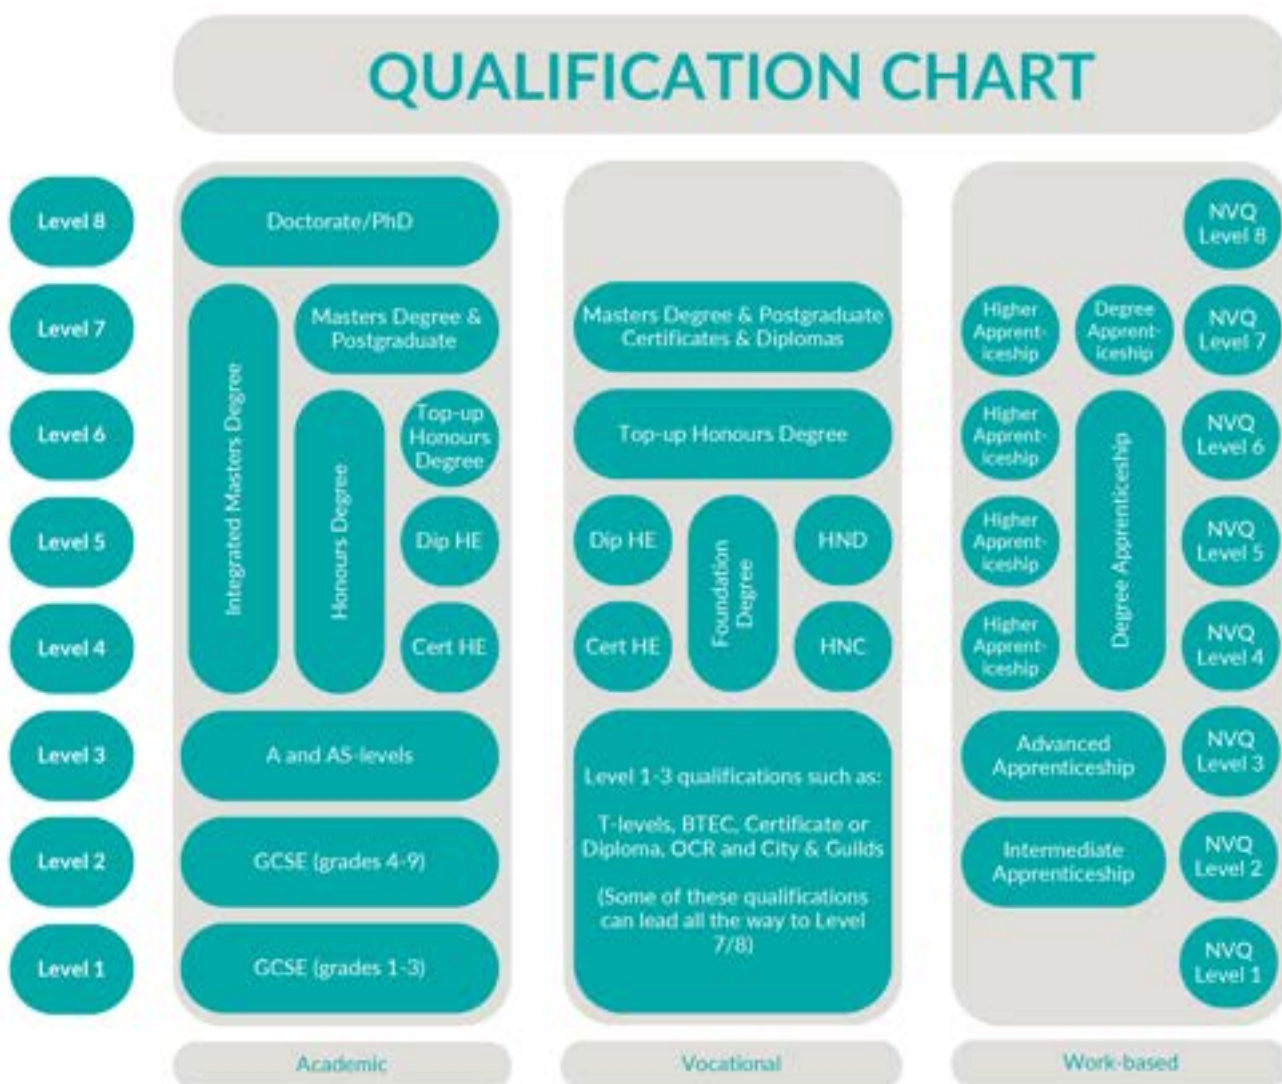 QUALIFICATION CHART
Level 8
Doctorate/PhD
NVQ
Level 8
Level 7
Integrated Masters Degree
Masters Degree &
Postgraduate
Masters Degree & Postgraduate
Certificates & Diplomas
Higher
Apprent-
iceship
Degree
Apprent-
iceship
NVQ
Level 7
Level 6
Honours Degree
Top-up
Honours
Degree
Top-up Honours Degree
Higher
Apprent-
iceship
Degree Apprenticeship
NVQ
Level 6
Level 5
Dip HE
Dip HE
Foundation
Degree
HND
Higher
Apprent-
iceship
NVQ
Level 5
Level 4
Cert HE
Cert HE
HNC
Higher
Apprent-
iceship
NVQ
Level 4
Level 3
A and AS-levels
Level 1-3 qualifications such as:
T-levels, BTEC, Certificate or
Diploma, OCR and City & Guilds
(Some of these qualifications
can lead all the way to Level
7/8)
Advanced
Apprenticeship
NVQ
Level 3
Level 2
GCSE (grades 4-9)
Intermediate
Apprenticeship
NVQ
Level 2
Level 1
GCSE (grades 1-3)
NVQ
Level 1
Academic
Vocational
Work-based